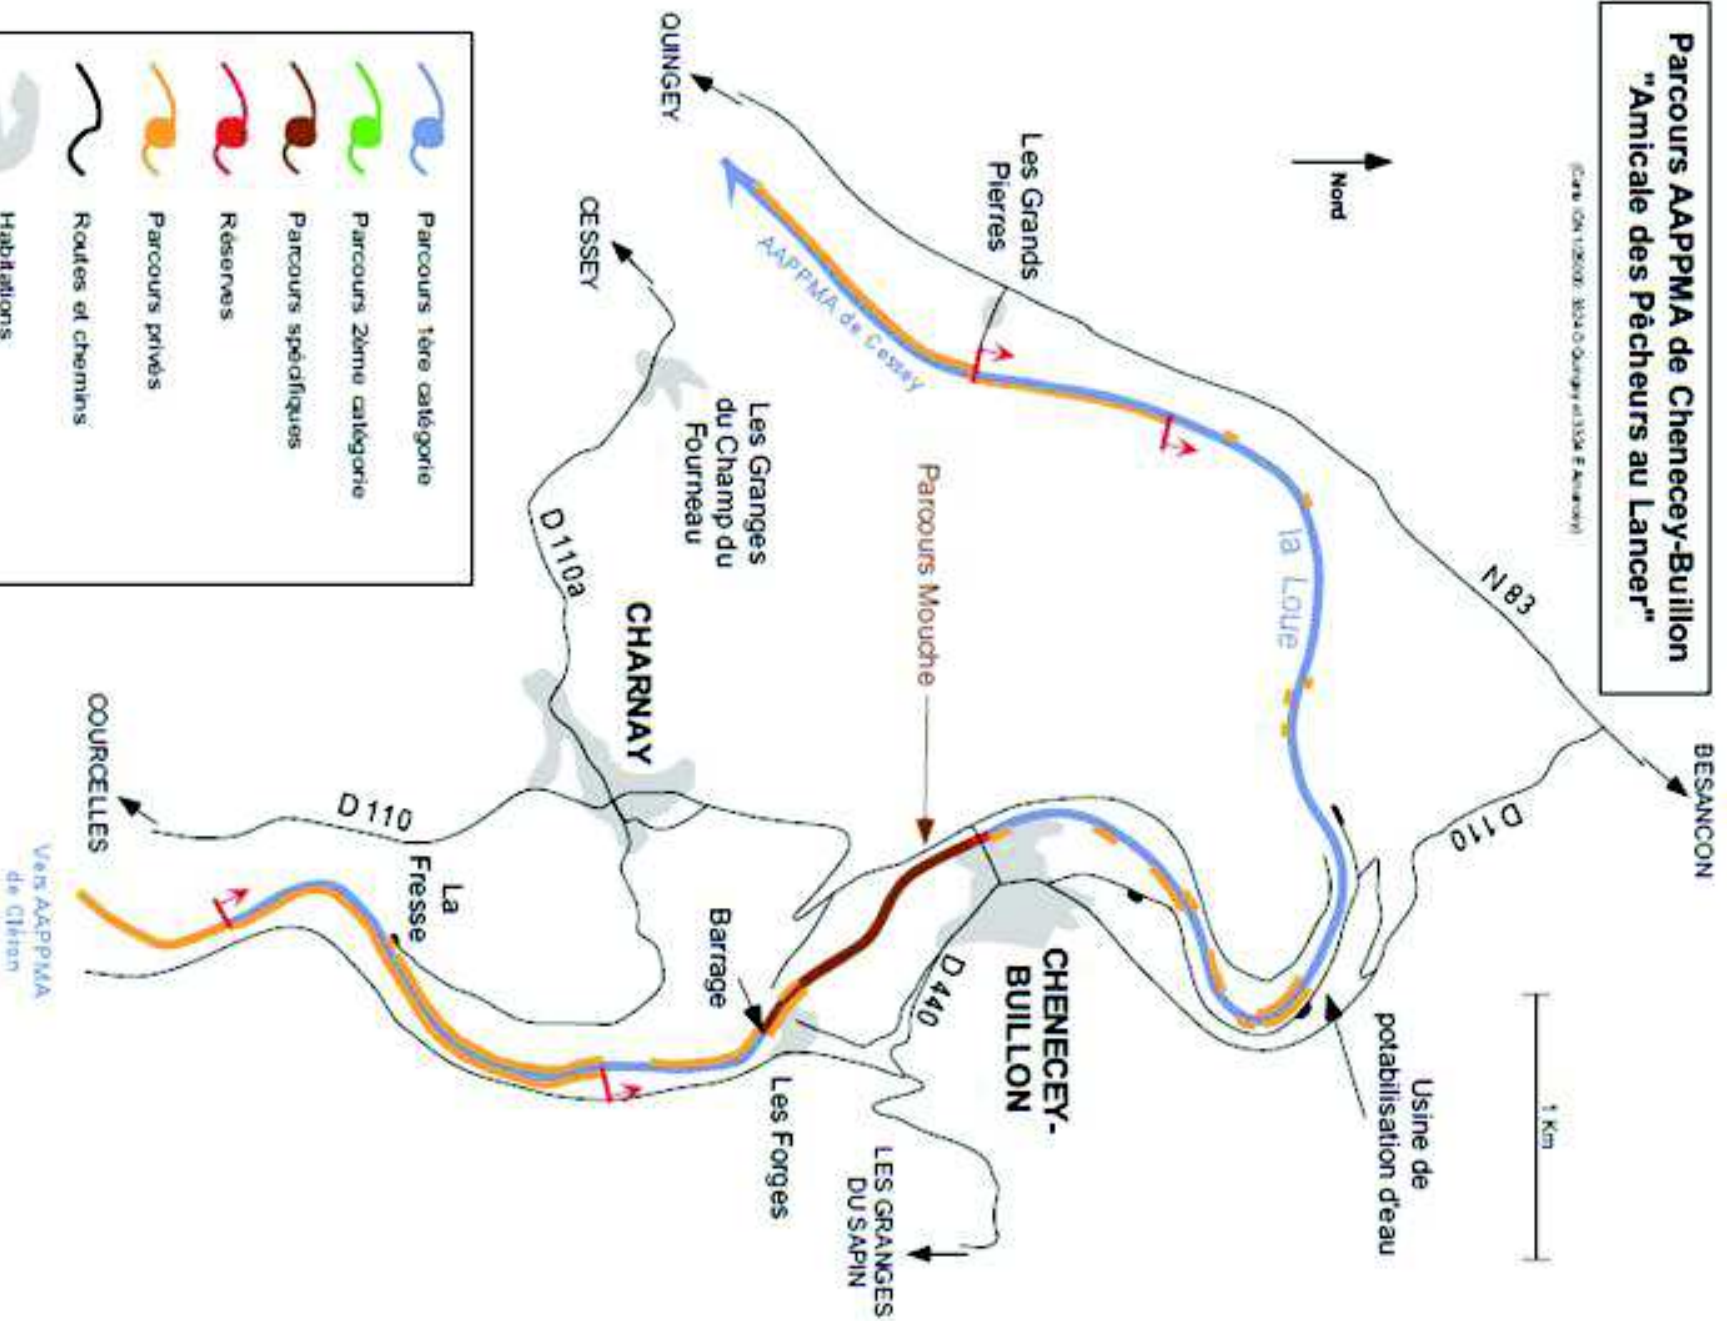 Parcours AAPPMA de Chenecey-Buillon
"Amicale des Pêcheurs au Lancer"
Nord
BESANCON
N 83
D 110
QUINGEY
Les Grands
Pierres
la Loue
AAPPMA de Cessey
Usine de
potabilisation d'eau
1 Km
CESSEY
Les Granges
du Champ du
Fourneau
Parcours Mouche
CHENECEY-
BUILLON
D 440
D 110a
CHARNAY
Barrage
Les Forges
LES GRANGES
DU SAPIN
D 110
La
Fresse
COURCELLES
Vers AAPPMA
de Cléron
Parcours 1ère catégorie
Parcours 2ème catégorie
Parcours spécifiques
Réserves
Parcours privés
Routes et chemins
Habitations